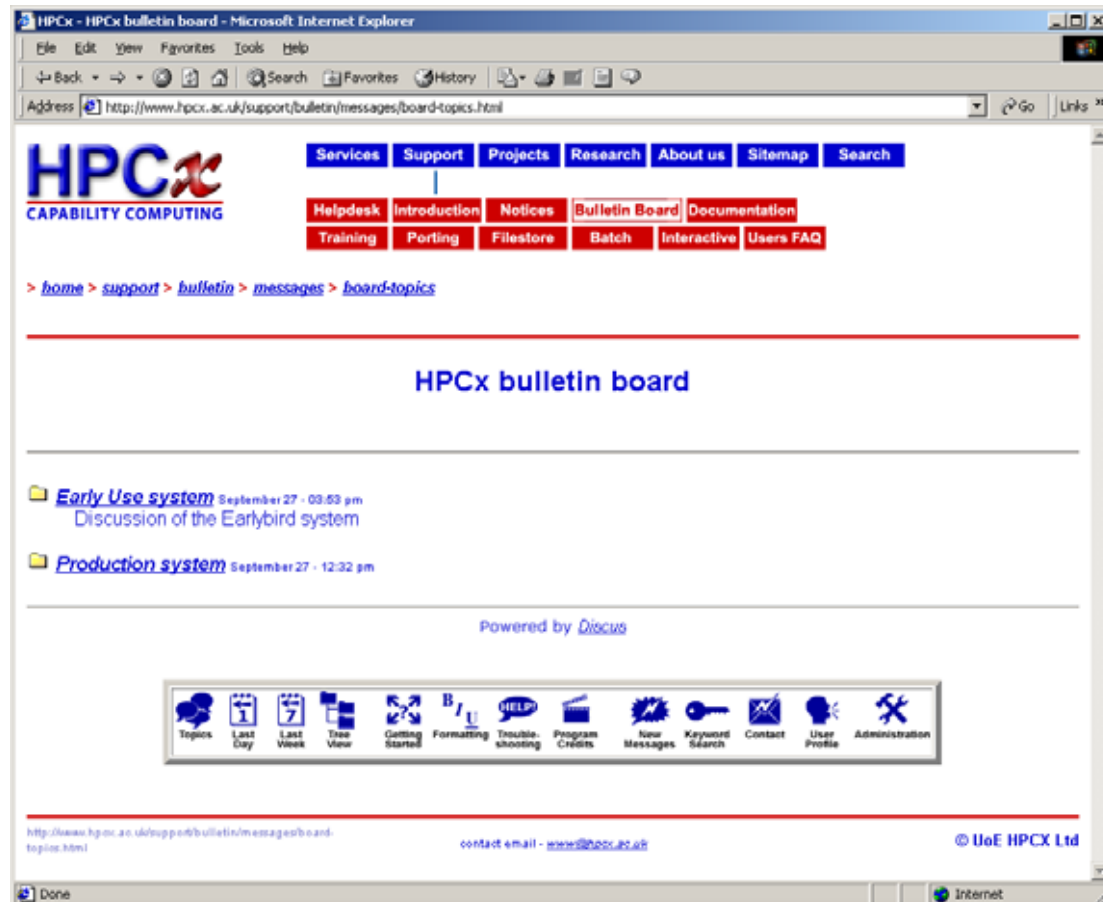 HPCx - HPCx bulletin board - Microsoft Internet Explorer
File Edit View Favorites Tools Help
Back Search Favorites History
Address http://www.hpcx.ac.uk/support/bulletin/messages/board-topics.html Go Links »
HPCx
CAPABILITY COMPUTING
Services Support Projects Research About us Sitemap Search
Helpdesk Introduction Notices Bulletin Board Documentation
Training Porting Filestore Batch Interactive Users FAQ
> home > support > bulletin > messages > board-topics
HPCx bulletin board
Early Use system September 27 - 03:53 pm
Discussion of the Earlybird system
Production system September 27 - 12:32 pm
Powered by Discus
1 7 B I U HELP!
Topics Last Day Last Week Tree View Getting Started Formatting Trouble-shooting Program Credits New Messages Keyword Search Contact User Profile Administration
http://www.hpcx.ac.uk/support/bulletin/messages/board-
topics.html
contact email - www@hpcx.ac.uk
© UoE HPCX Ltd
Done Internet